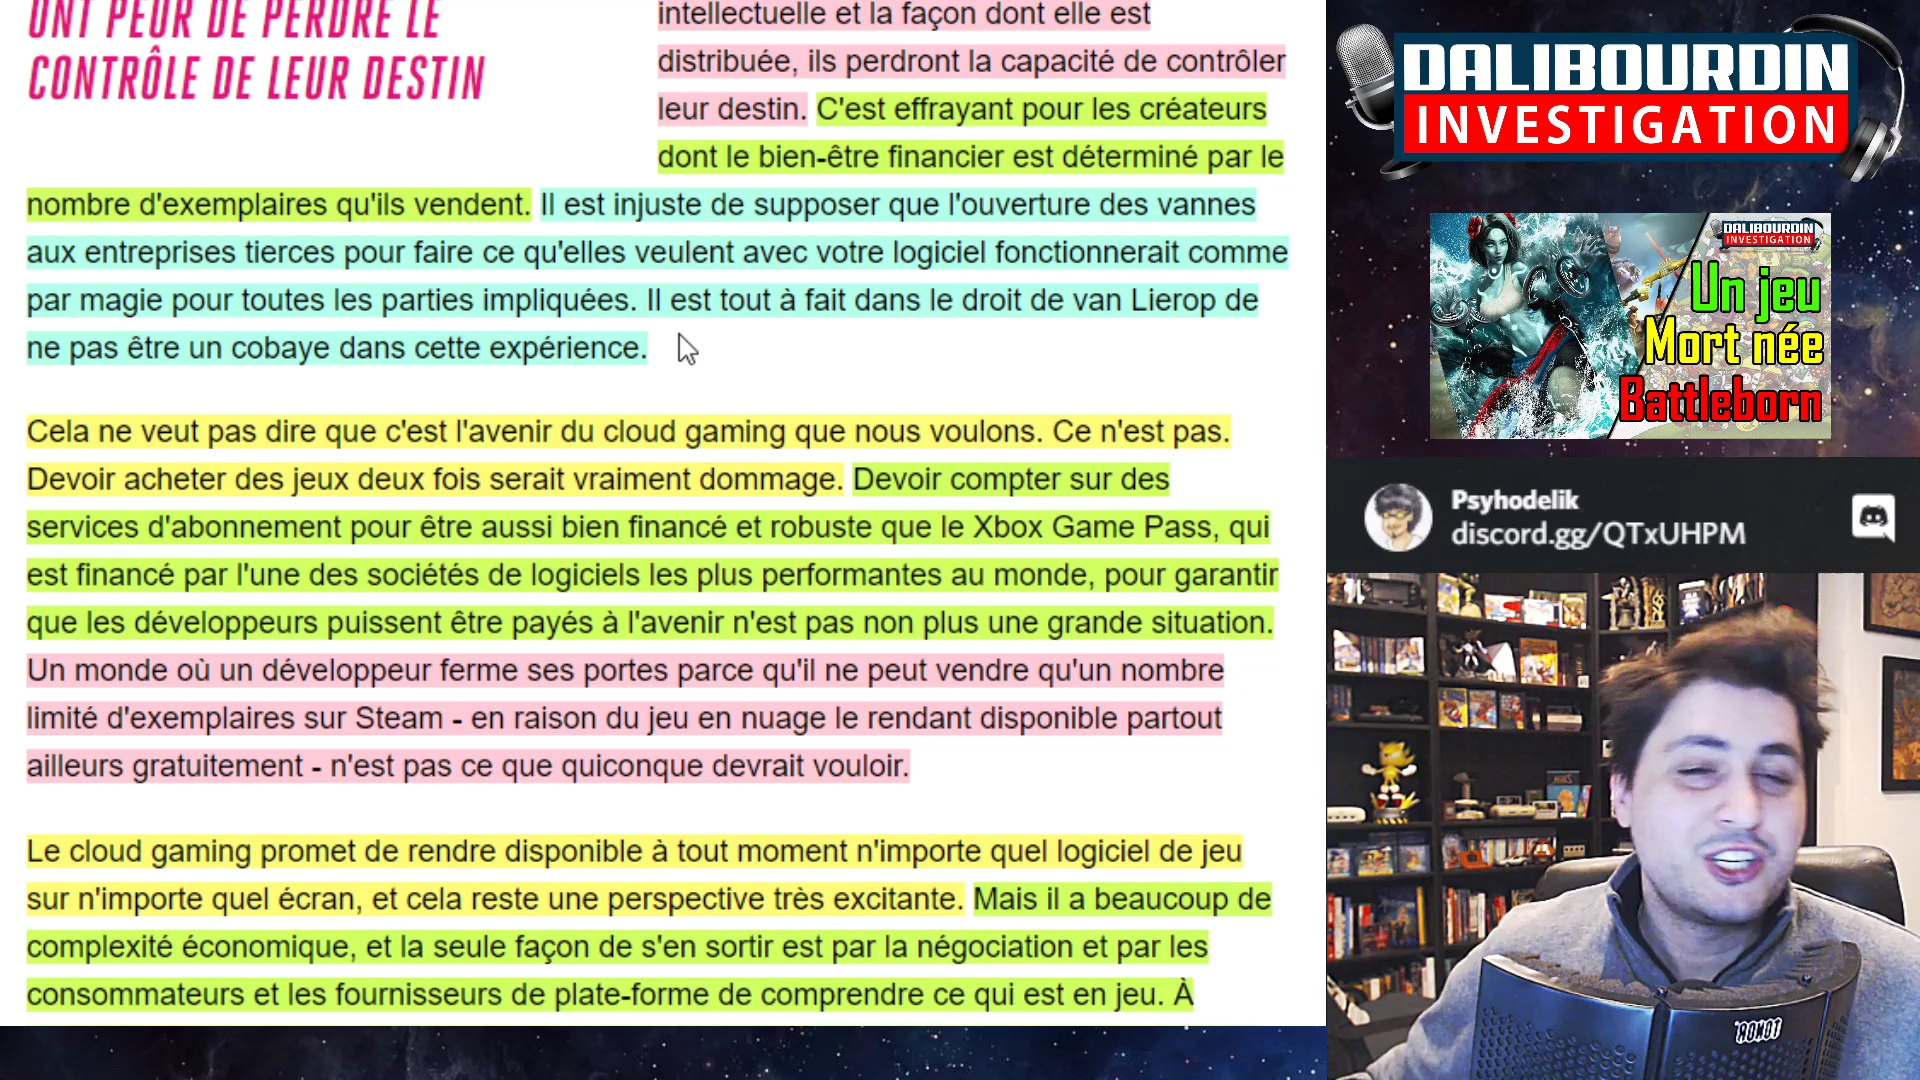 ONT PEUR DE PERDRE LE
CONTRÔLE DE LEUR DESTIN
intellectuelle et la façon dont elle est
distribuée, ils perdront la capacité de contrôler
leur destin. C'est effrayant pour les créateurs
dont le bien-être financier est déterminé par le
nombre d'exemplaires qu'ils vendent. Il est injuste de supposer que l'ouverture des vannes
aux entreprises tierces pour faire ce qu'elles veulent avec votre logiciel fonctionnerait comme
par magie pour toutes les parties impliquées. Il est tout à fait dans le droit de van Lierop de
ne pas être un cobaye dans cette expérience.
Cela ne veut pas dire que c'est l'avenir du cloud gaming que nous voulons. Ce n'est pas.
Devoir acheter des jeux deux fois serait vraiment dommage. Devoir compter sur des
services d'abonnement pour être aussi bien financé et robuste que le Xbox Game Pass, qui
est financé par l'une des sociétés de logiciels les plus performantes au monde, pour garantir
que les développeurs puissent être payés à l'avenir n'est pas non plus une grande situation.
Un monde où un développeur ferme ses portes parce qu'il ne peut vendre qu'un nombre
limité d'exemplaires sur Steam - en raison du jeu en nuage le rendant disponible partout
ailleurs gratuitement - n'est pas ce que quiconque devrait vouloir.
Le cloud gaming promet de rendre disponible à tout moment n'importe quel logiciel de jeu
sur n'importe quel écran, et cela reste une perspective très excitante. Mais il a beaucoup de
complexité économique, et la seule façon de s'en sortir est par la négociation et par les
consommateurs et les fournisseurs de plate-forme de comprendre ce qui est en jeu. À
DALIBOURDIN
INVESTIGATION
DALIBOURDIN
INVESTIGATION
Un jeu
Mort née
Battleborn
Psyhodelik
discord.gg/QTxUHPM